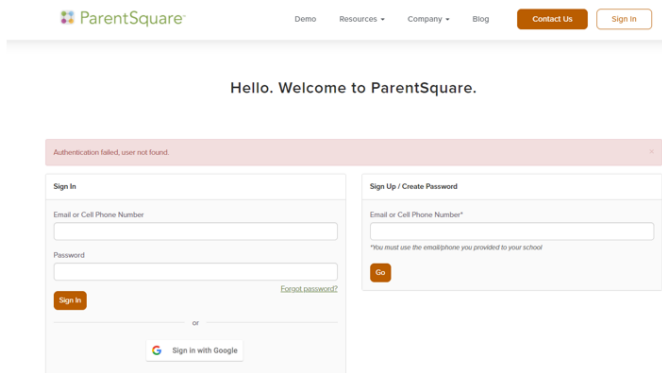 ParentSquare
Demo Resources Company Blog Contact Us Sign In
Hello. Welcome to ParentSquare.
Authentication failed, user not found. ×
Sign In
Email or Cell Phone Number
Password
Forgot password?
Sign In
or
Sign in with Google
Sign Up / Create Password
Email or Cell Phone Number*
*You must use the email/phone you provided to your school
Go